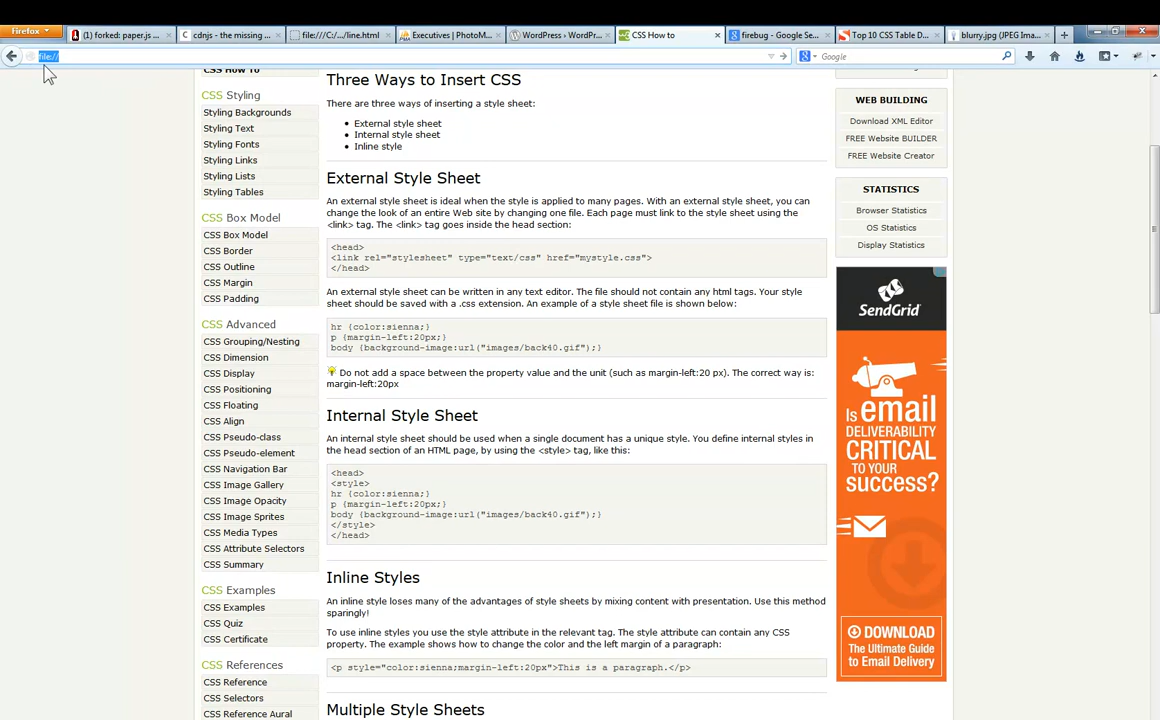 Firefox
(1) forked: paper.js ...
cdnjs - the missing ...
file:///C:/.../line.html
Executives | PhotoM...
WordPress › WordPr...
CSS How to
firebug - Google Se...
Top 10 CSS Table D...
blurry.jpg (JPEG Ima...
file://
Google
CSS How To
CSS Styling
Styling Backgrounds
Styling Text
Styling Fonts
Styling Links
Styling Lists
Styling Tables
CSS Box Model
CSS Box Model
CSS Border
CSS Outline
CSS Margin
CSS Padding
CSS Advanced
CSS Grouping/Nesting
CSS Dimension
CSS Display
CSS Positioning
CSS Floating
CSS Align
CSS Pseudo-class
CSS Pseudo-element
CSS Navigation Bar
CSS Image Gallery
CSS Image Opacity
CSS Image Sprites
CSS Media Types
CSS Attribute Selectors
CSS Summary
CSS Examples
CSS Examples
CSS Quiz
CSS Certificate
CSS References
CSS Reference
CSS Selectors
CSS Reference Aural
Three Ways to Insert CSS
There are three ways of inserting a style sheet:
• External style sheet
• Internal style sheet
• Inline style
External Style Sheet
An external style sheet is ideal when the style is applied to many pages. With an external style sheet, you can
change the look of an entire Web site by changing one file. Each page must link to the style sheet using the
<link> tag. The <link> tag goes inside the head section:
<head>
<link rel="stylesheet" type="text/css" href="mystyle.css">
</head>
An external style sheet can be written in any text editor. The file should not contain any html tags. Your style
sheet should be saved with a .css extension. An example of a style sheet file is shown below:
hr {color:sienna;}
p {margin-left:20px;}
body {background-image:url("images/back40.gif");}
Do not add a space between the property value and the unit (such as margin-left:20 px). The correct way is:
margin-left:20px
Internal Style Sheet
An internal style sheet should be used when a single document has a unique style. You define internal styles in
the head section of an HTML page, by using the <style> tag, like this:
<head>
<style>
hr {color:sienna;}
p {margin-left:20px;}
body {background-image:url("images/back40.gif");}
</style>
</head>
Inline Styles
An inline style loses many of the advantages of style sheets by mixing content with presentation. Use this method
sparingly!
To use inline styles you use the style attribute in the relevant tag. The style attribute can contain any CSS
property. The example shows how to change the color and the left margin of a paragraph:
<p style="color:sienna;margin-left:20px">This is a paragraph.</p>
Multiple Style Sheets
WEB BUILDING
Download XML Editor
FREE Website BUILDER
FREE Website Creator
STATISTICS
Browser Statistics
OS Statistics
Display Statistics
SendGrid
Is email
DELIVERABILITY
CRITICAL
TO YOUR
success?
DOWNLOAD
The Ultimate Guide
to Email Delivery